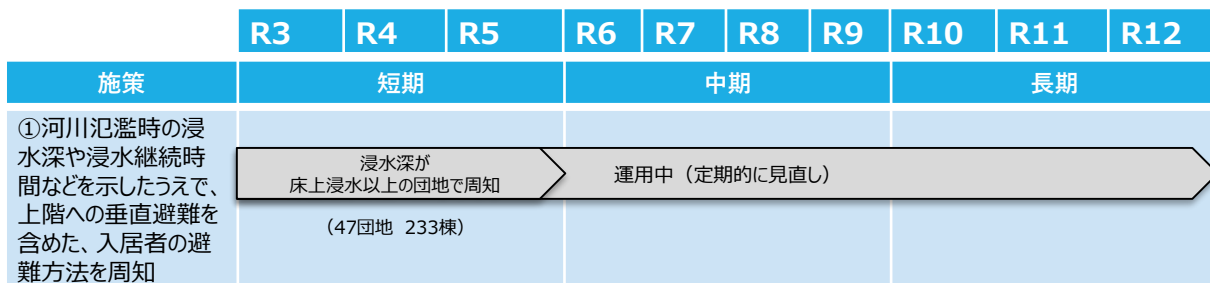 R3 R4 R5 R6 R7 R8 R9 R10 R11 R12
施策 短期 中期 長期
①河川氾濫時の浸
水深や浸水継続時
間などを示したうえで、
上階への垂直避難を
含めた、入居者の避
難方法を周知
浸水深が
床上浸水以上の団地で周知
（47団地 233棟）
運用中（定期的に見直し）